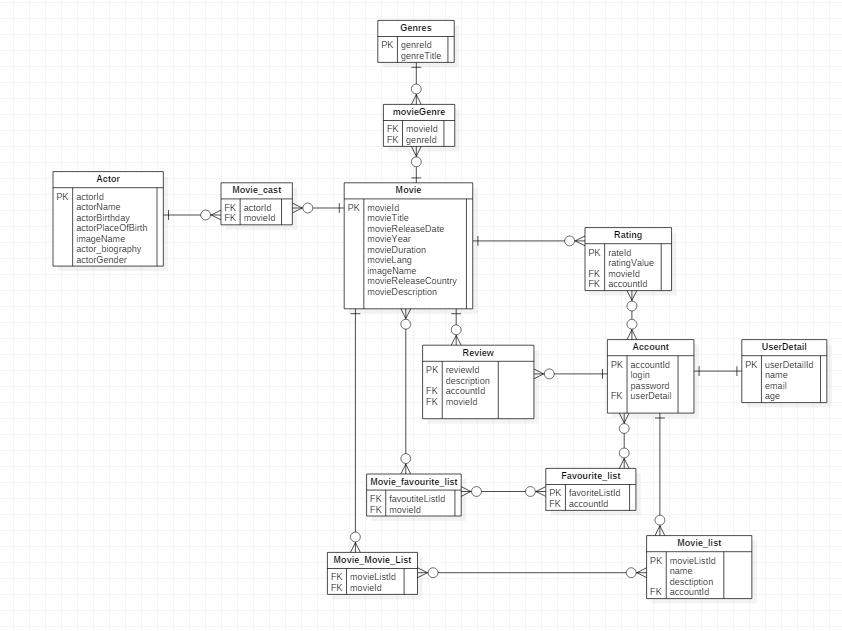 Genres
PK genreId
genreTitle
movieGenre
FK movieId
FK genreId
Actor
PK actorId
actorName
actorBirthday
actorPlaceOfBirth
imageName
actor_biography
actorGender
Movie_cast
FK actorId
FK movieId
Movie
PK movieId
movieTitle
movieReleaseDate
movieYear
movieDuration
movieLang
imageName
movieReleaseCountry
movieDescription
Rating
PK rateId
ratingValue
FK movieId
FK accountId
Review
PK reviewId
description
FK accountId
FK movieId
Account
PK accountId
login
password
FK userDetail
UserDetail
PK userDetailId
name
email
age
Movie_favourite_list
FK favoutiteListId
FK movieId
Favourite_list
PK favoriteListId
FK accountId
Movie_Movie_List
FK movieListId
FK movieId
Movie_list
PK movieListId
name
desctiption
FK accountId